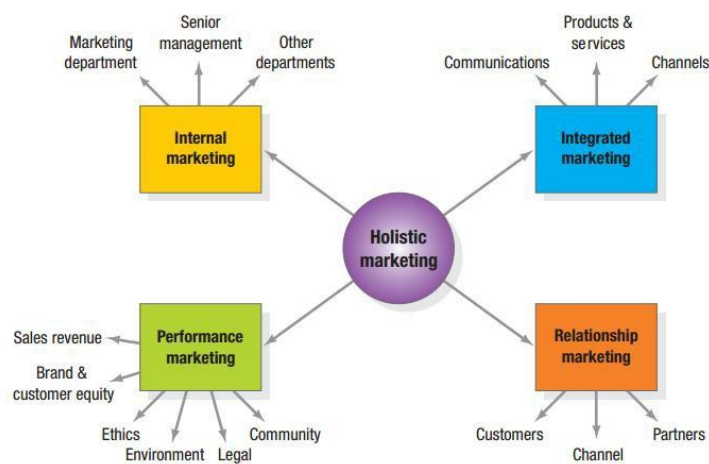 Marketing
department
Senior
management
Other
departments
Internal
marketing
Products &
services
Communications
Channels
Integrated
marketing
Holistic
marketing
Performance
marketing
Sales revenue
Brand &
customer equity
Ethics
Environment
Legal
Community
Relationship
marketing
Customers
Channel
Partners